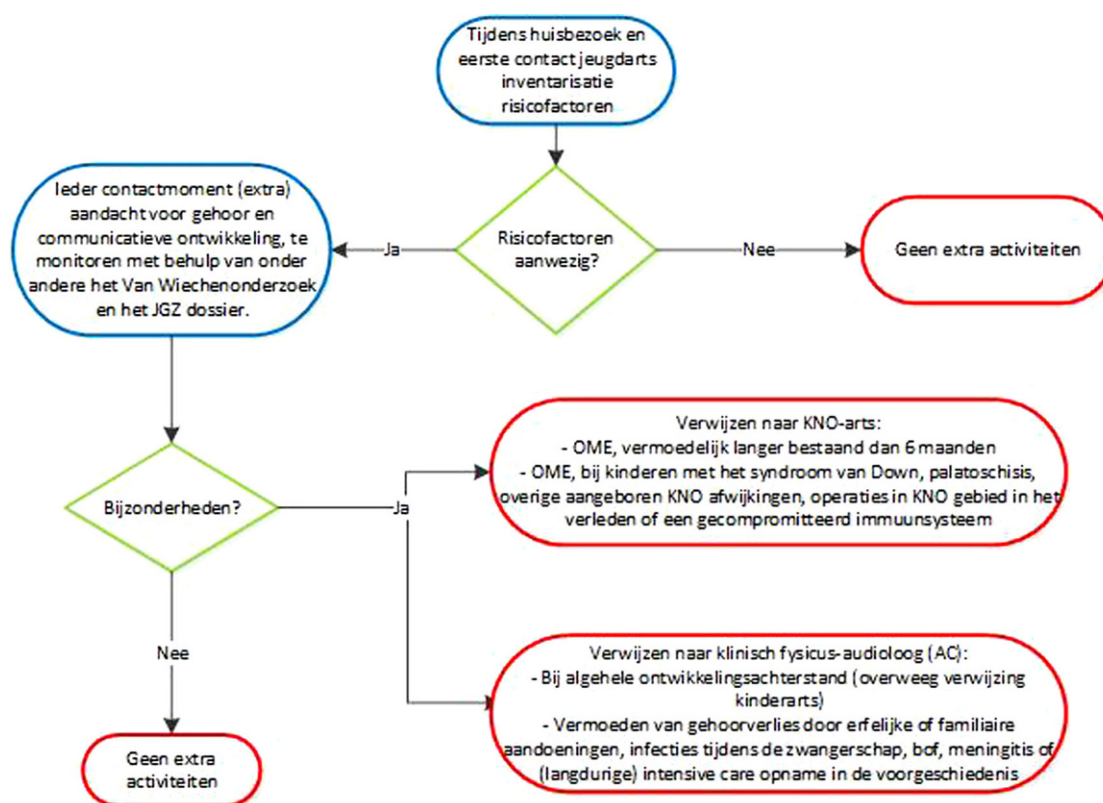 Tijdens huisbezoek en
eerste contact jeugdarts
inventarisatie
risicofactoren
Ieder contactmoment (extra)
aandacht voor gehoor en
communicatieve ontwikkeling, te
monitoren met behulp van onder
andere het Van Wiechenonderzoek
en het JGZ dossier.
Ja
Risicofactoren
aanwezig?
Nee
Geen extra activiteiten
Bijzonderheden?
Ja
Verwijzen naar KNO-arts:
- OME, vermoedelijk langer bestaand dan 6 maanden
- OME, bij kinderen met het syndroom van Down, palatoschisis,
overige aangeboren KNO afwijkingen, operaties in KNO gebied in het
verleden of een gecompromitteerd immuunsysteem
Nee
Geen extra
activiteiten
Verwijzen naar klinisch fysicus-audioloog (AC):
- Bij algehele ontwikkelingsachterstand (overweeg verwijzing
kinderarts)
- Vermoeden van gehoorverlies door erfelijke of familiaire
aandoeningen, infecties tijdens de zwangerschap, bof, meningitis of
(langdurige) intensive care opname in de voorgeschiedenis